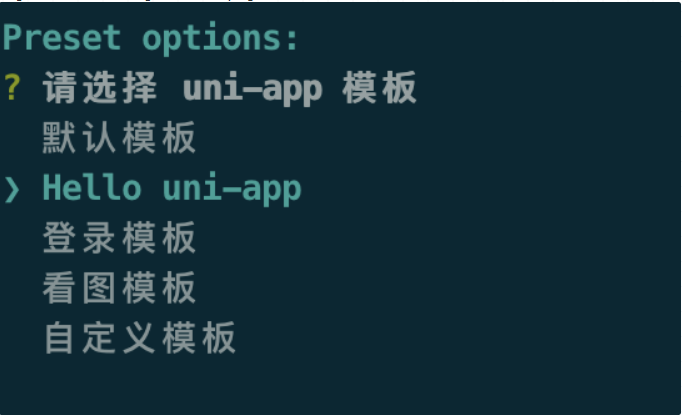 Preset options:
? 请选择 uni-app 模板
默认模板
❯ Hello uni-app
登录模板
看图模板
自定义模板